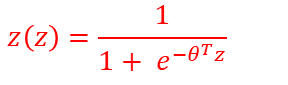 z(z) = 1 / (1 + e^{-θ^T z})